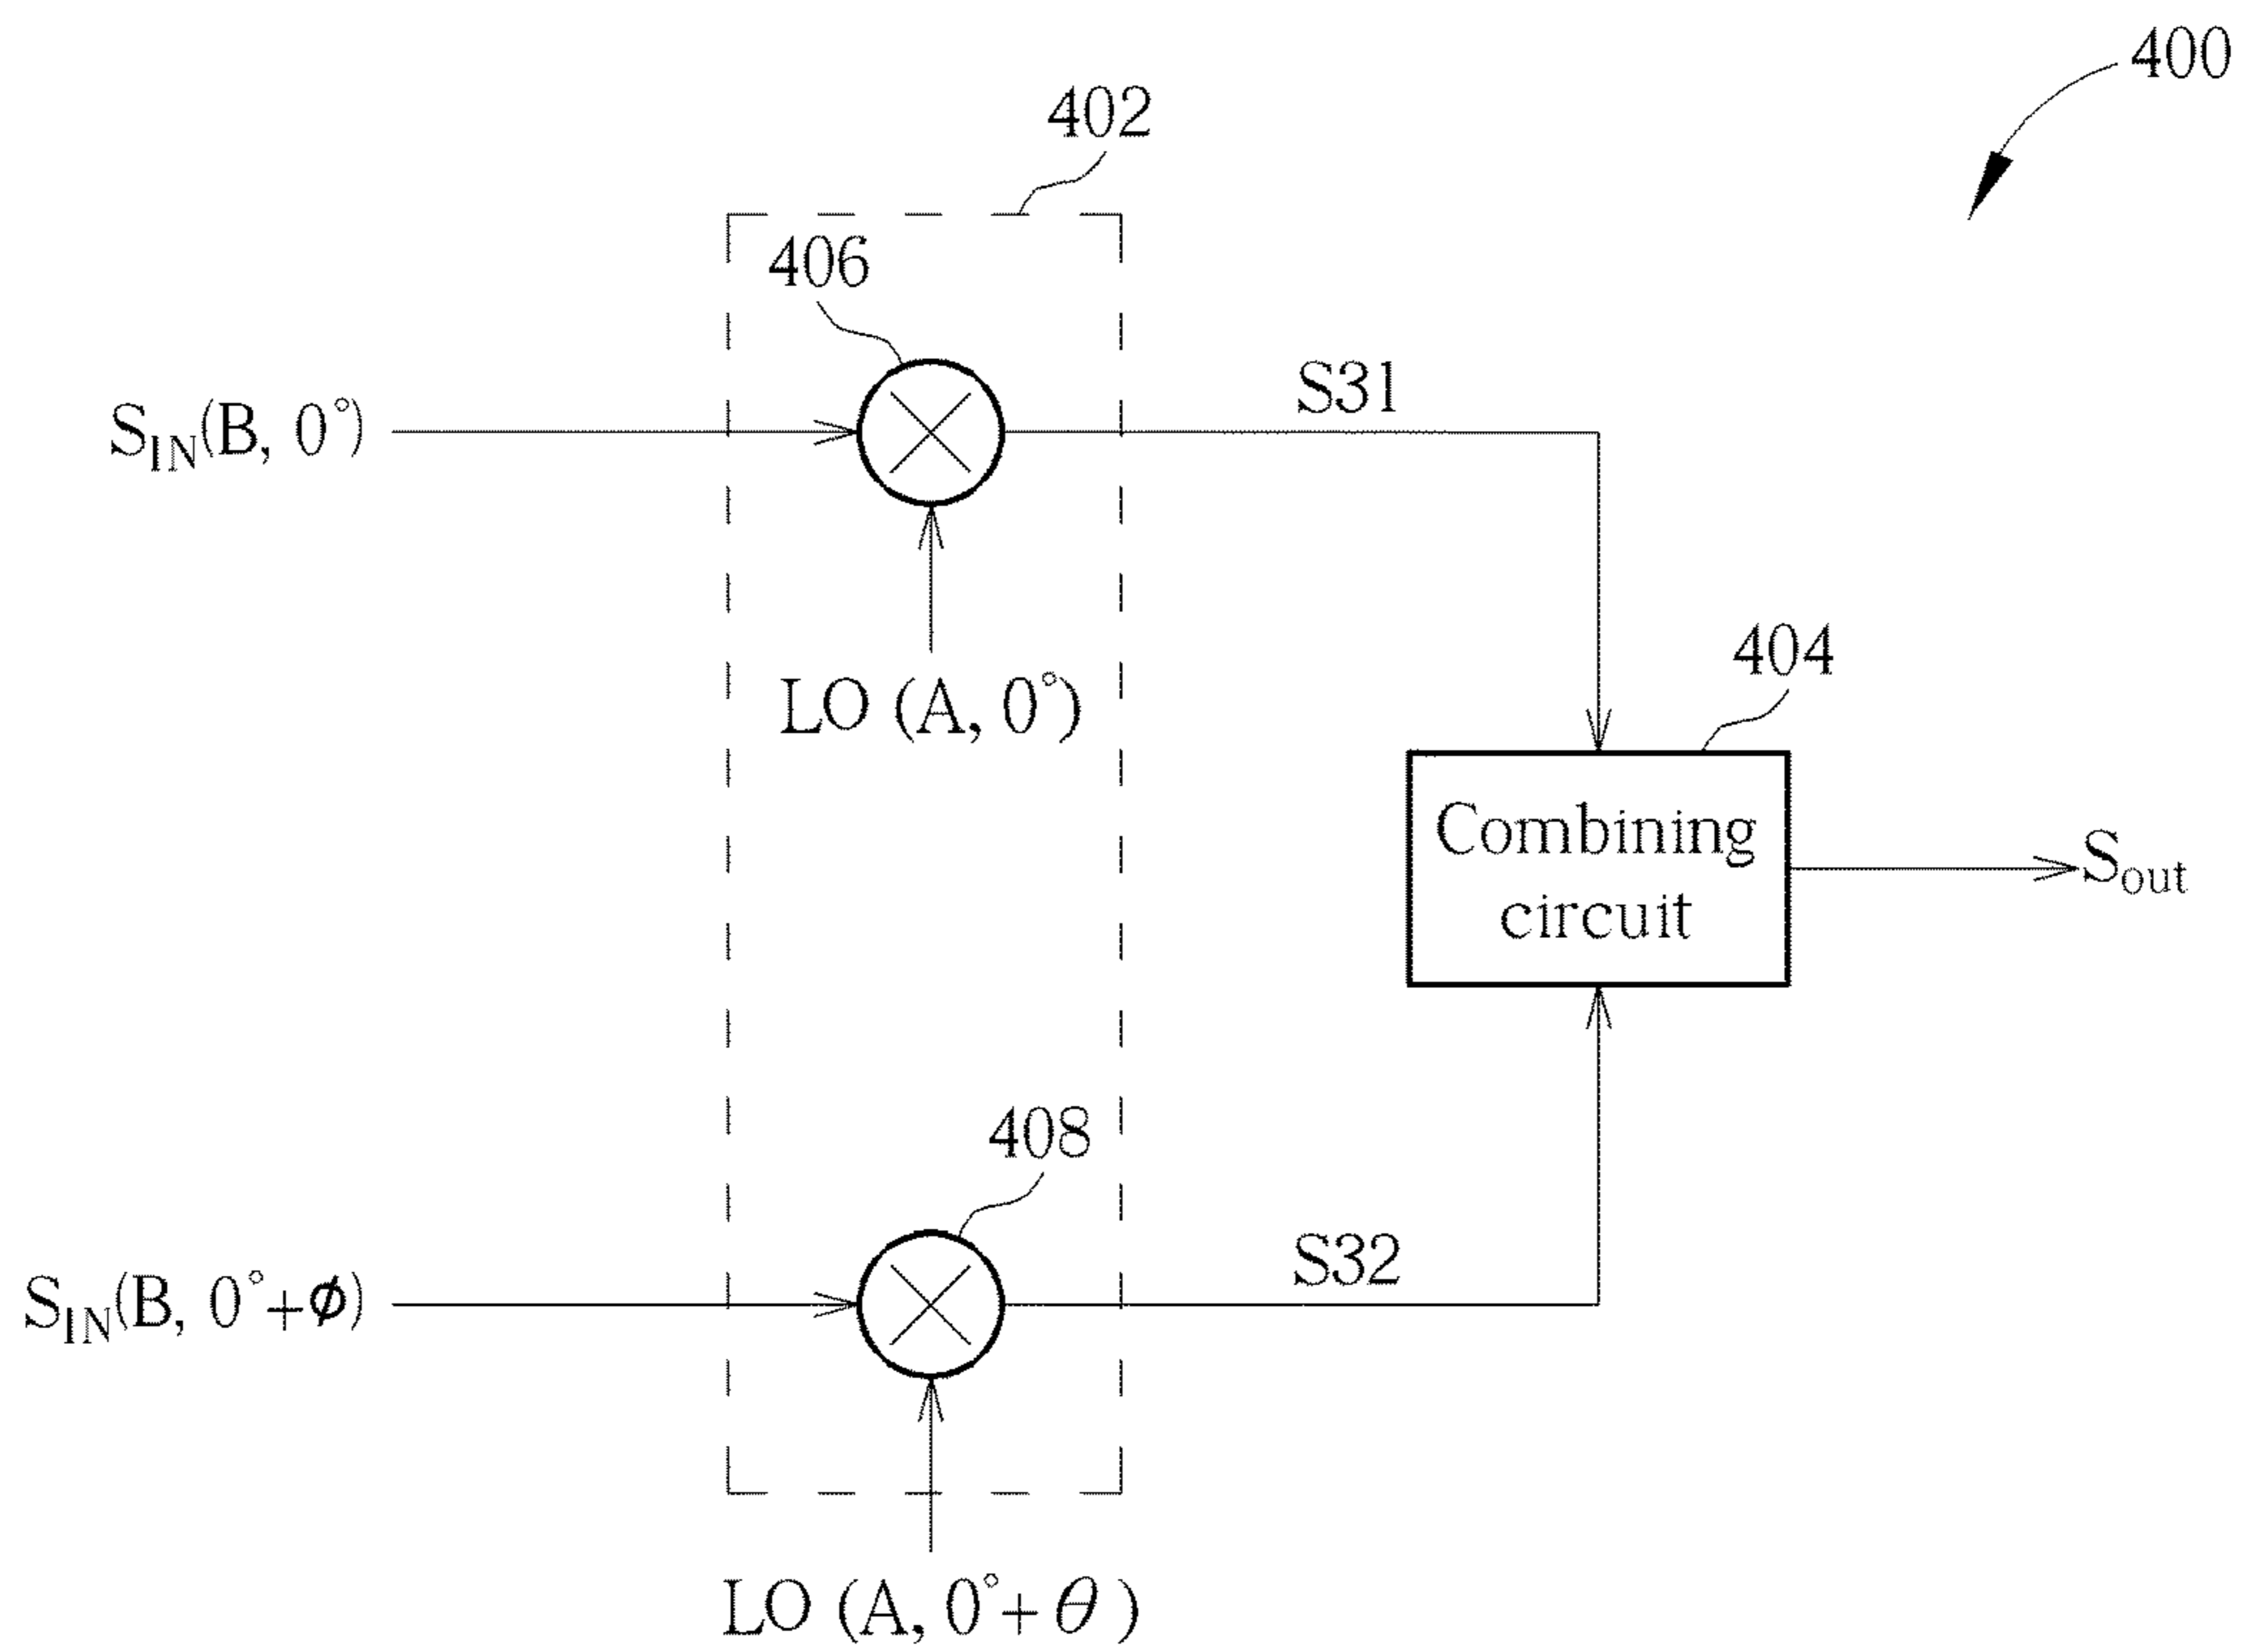 400
402
406
S_IN(B, 0°)
S31
LO (A, 0°)
404
Combining
circuit
S_out
408
S_IN(B, 0°+ϕ)
S32
LO (A, 0°+θ)